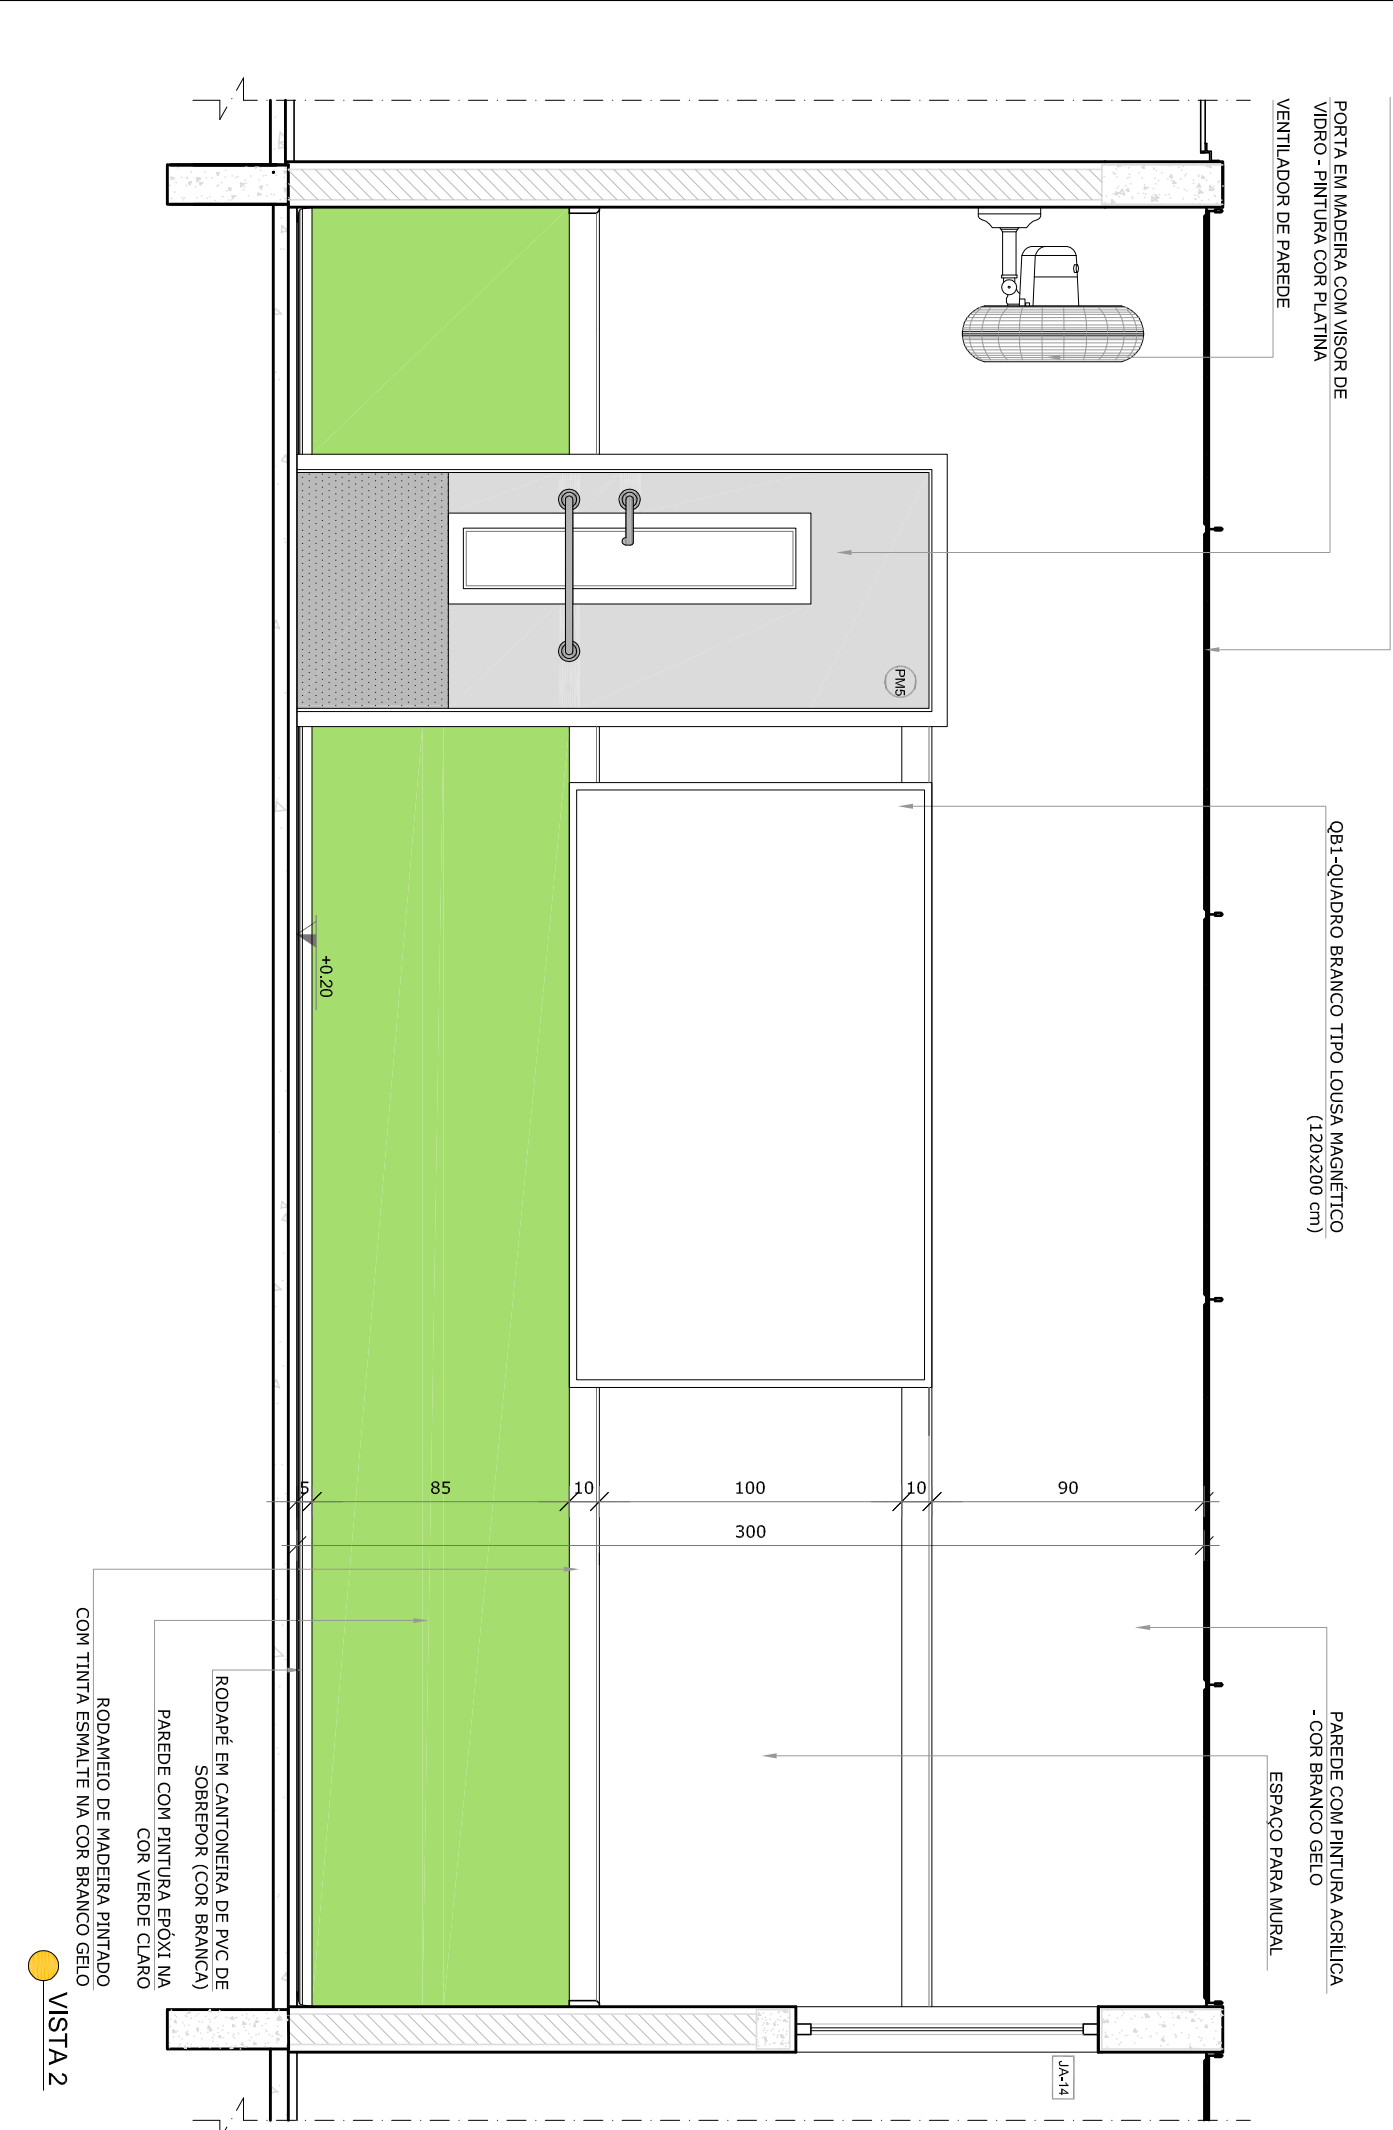 PORTA EM MADEIRA COM VISOR DE
VIDRO - PINTURA COR PLATINA
VENTILADOR DE PAREDE
QB1-QUADRO BRANCO TIPO LOUSA MAGNÉTICO
(120x200 cm)
PAREDE COM PINTURA ACRÍLICA
- COR BRANCO GELO
ESPAÇO PARA MURAL
JA-14
PM5
+0.20
90
10
100
10
85
5
300
RODAPÉ EM CANTONEIRA DE PVC DE
SOBREPOR (COR BRANCA)
PAREDE COM PINTURA EPÓXI NA
COR VERDE CLARO
RODAMEIO DE MADEIRA PINTADO
COM TINTA ESMALTE NA COR BRANCO GELO
VISTA 2